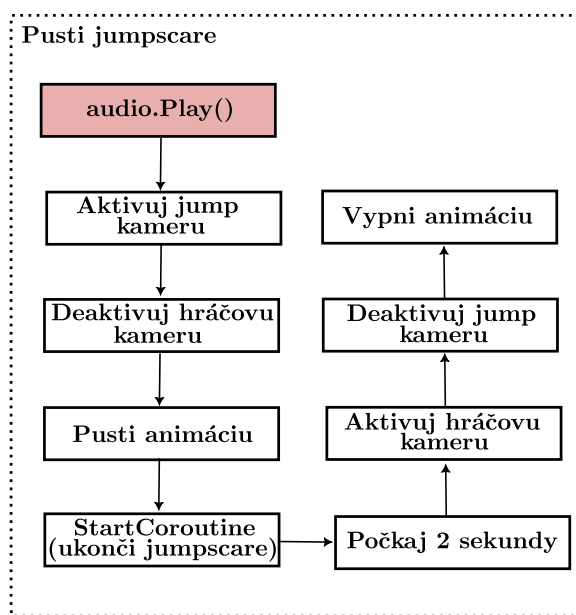 Pusti jumpscare
audio.Play()
Aktivuj jump
kameru
Deaktivuj hráčovu
kameru
Pusti animáciu
StartCoroutine
(ukonči jumpscare)
Počkaj 2 sekundy
Aktivuj hráčovu
kameru
Deaktivuj jump
kameru
Vypni animáciu